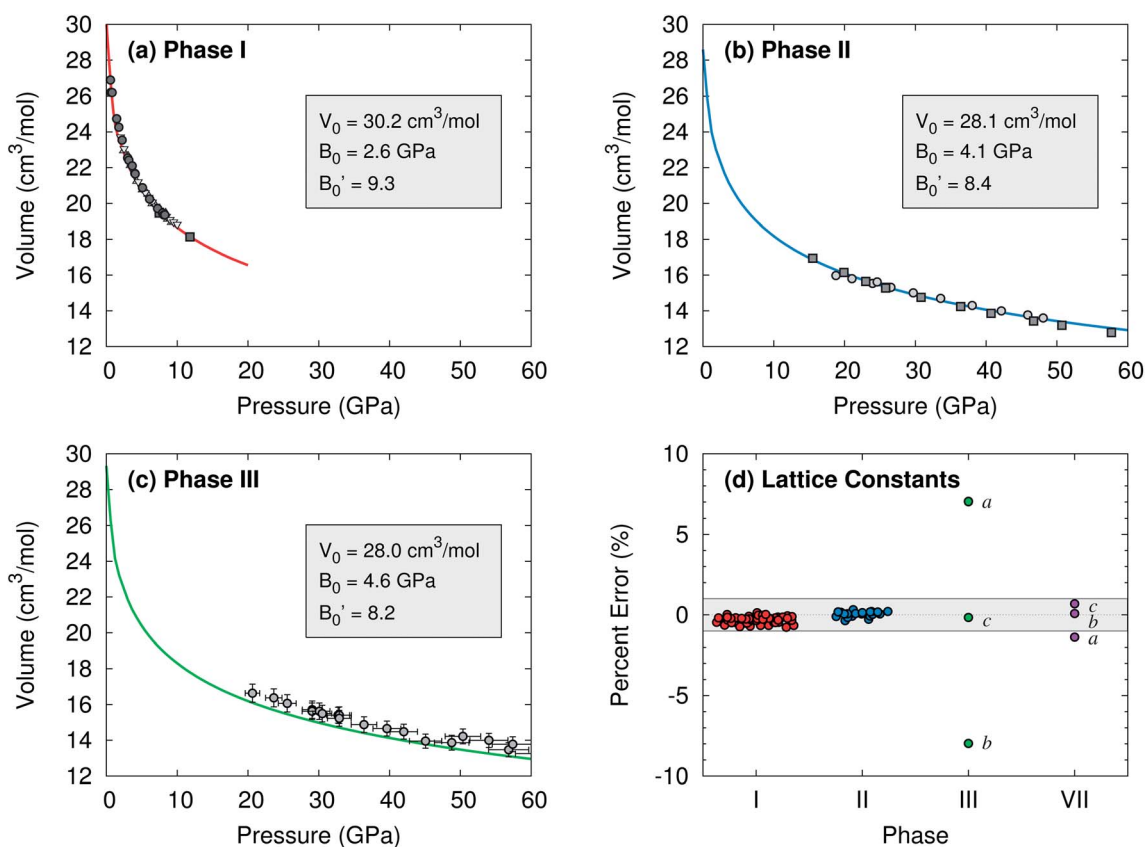 30
28
26
24
22
20
18
16
14
12
Volume (cm³/mol)
(a) Phase I
V₀ = 30.2 cm³/mol
B₀ = 2.6 GPa
B₀' = 9.3
0 10 20 30 40 50 60
Pressure (GPa)
30
28
26
24
22
20
18
16
14
12
Volume (cm³/mol)
(b) Phase II
V₀ = 28.1 cm³/mol
B₀ = 4.1 GPa
B₀' = 8.4
0 10 20 30 40 50 60
Pressure (GPa)
30
28
26
24
22
20
18
16
14
12
Volume (cm³/mol)
(c) Phase III
V₀ = 28.0 cm³/mol
B₀ = 4.6 GPa
B₀' = 8.2
0 10 20 30 40 50 60
Pressure (GPa)
10
5
0
-5
-10
Percent Error (%)
(d) Lattice Constants
a
c
b
c
b
a
I II III VII
Phase